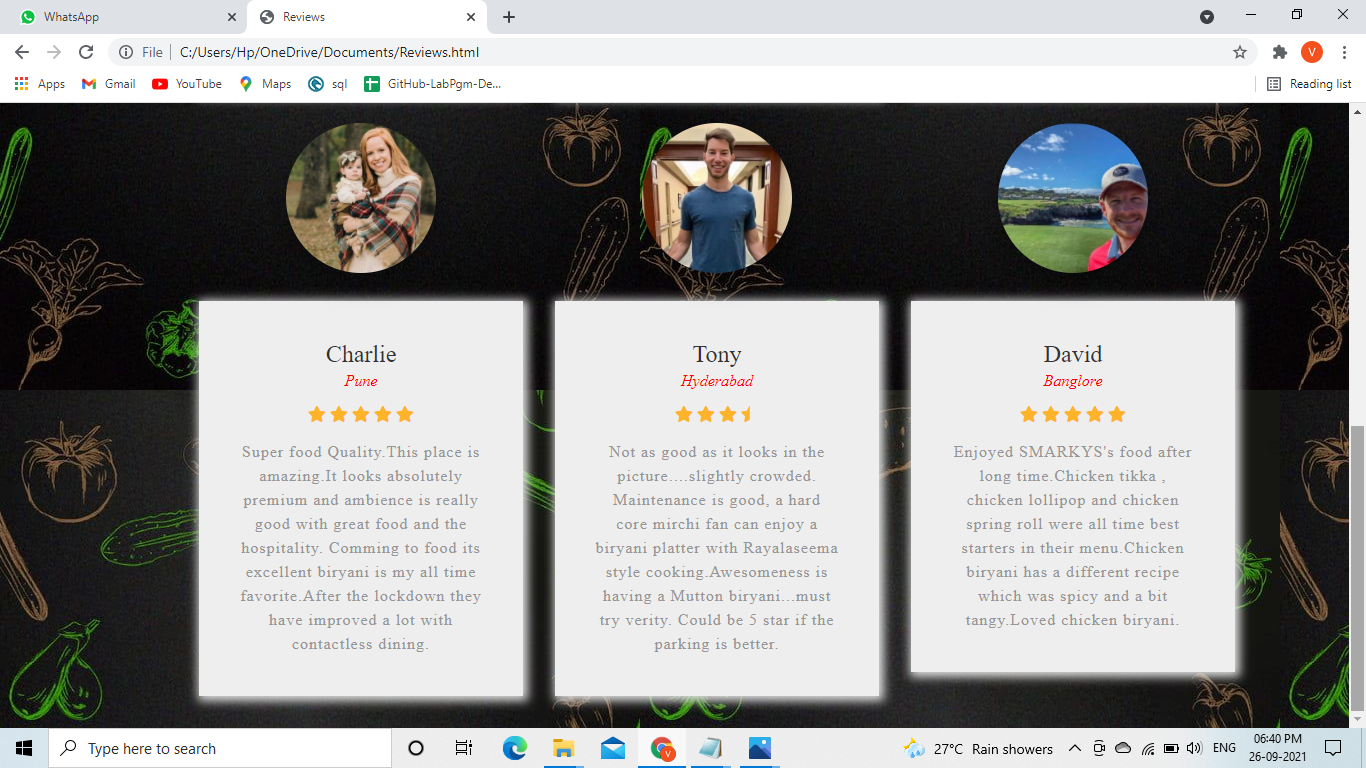 WhatsApp
Reviews
File
C:/Users/Hp/OneDrive/Documents/Reviews.html
V
Apps
Gmail
YouTube
Maps
sql
GitHub-LabPgm-De...
Reading list
Charlie
Pune
Super food Quality.This place is
amazing.It looks absolutely
premium and ambience is really
good with great food and the
hospitality. Comming to food its
excellent biryani is my all time
favorite.After the lockdown they
have improved a lot with
contactless dining.
Tony
Hyderabad
Not as good as it looks in the
picture....slightly crowded.
Maintenance is good, a hard
core mirchi fan can enjoy a
biryani platter with Rayalaseema
style cooking.Awesomeness is
having a Mutton biryani...must
try verity. Could be 5 star if the
parking is better.
David
Banglore
Enjoyed SMARKYS's food after
long time.Chicken tikka ,
chicken lollipop and chicken
spring roll were all time best
starters in their menu.Chicken
biryani has a different recipe
which was spicy and a bit
tangy.Loved chicken biryani.
Type here to search
V
27°C Rain showers
ENG
06:40 PM
26-09-2021